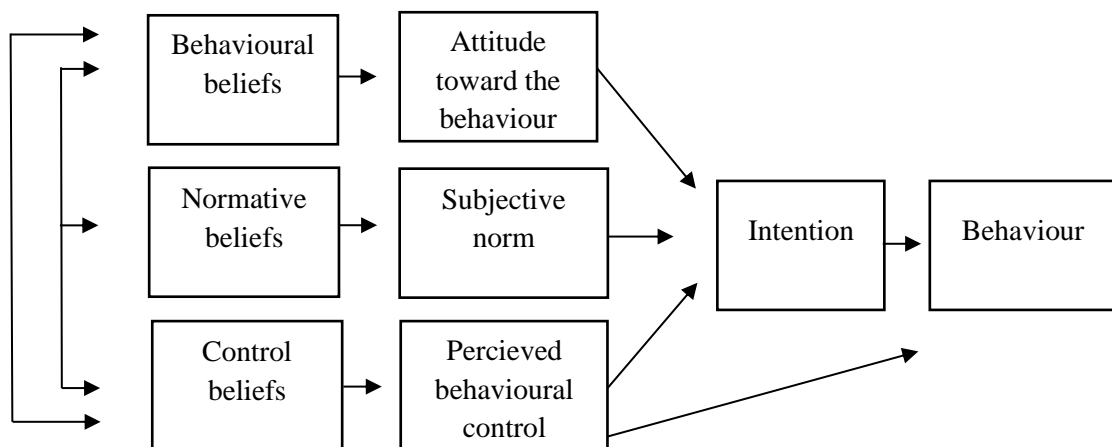 Behavioural
beliefs
Attitude
toward the
behaviour
Normative
beliefs
Subjective
norm
Intention
Behaviour
Control
beliefs
Percieved
behavioural
control